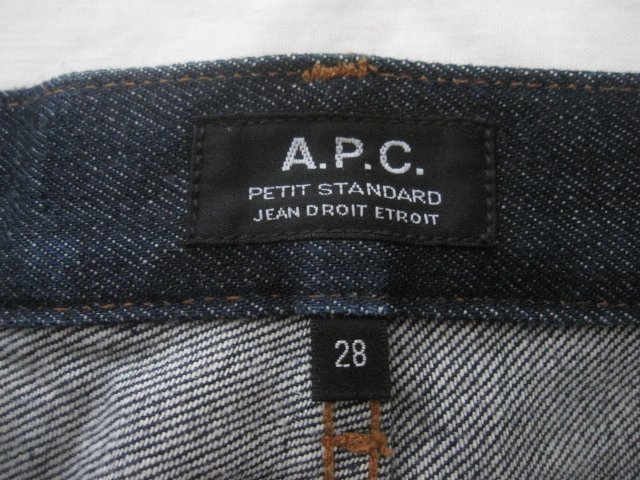 A.P.C.
PETIT STANDARD
JEAN DROIT ETROIT
28